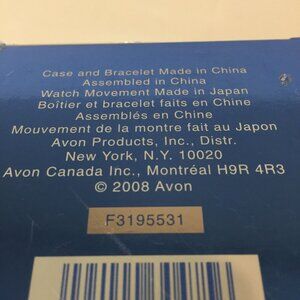 Case and Bracelet Made in China
Assembled in China
Watch Movement Made in Japan
Boîtier et bracelet faits en Chine
Assemblés en Chine
Mouvement de la montre fait au Japon
Avon Products, Inc., Distr.
New York, N.Y. 10020
Avon Canada Inc., Montréal H9R 4R3
© 2008 Avon
F3195531